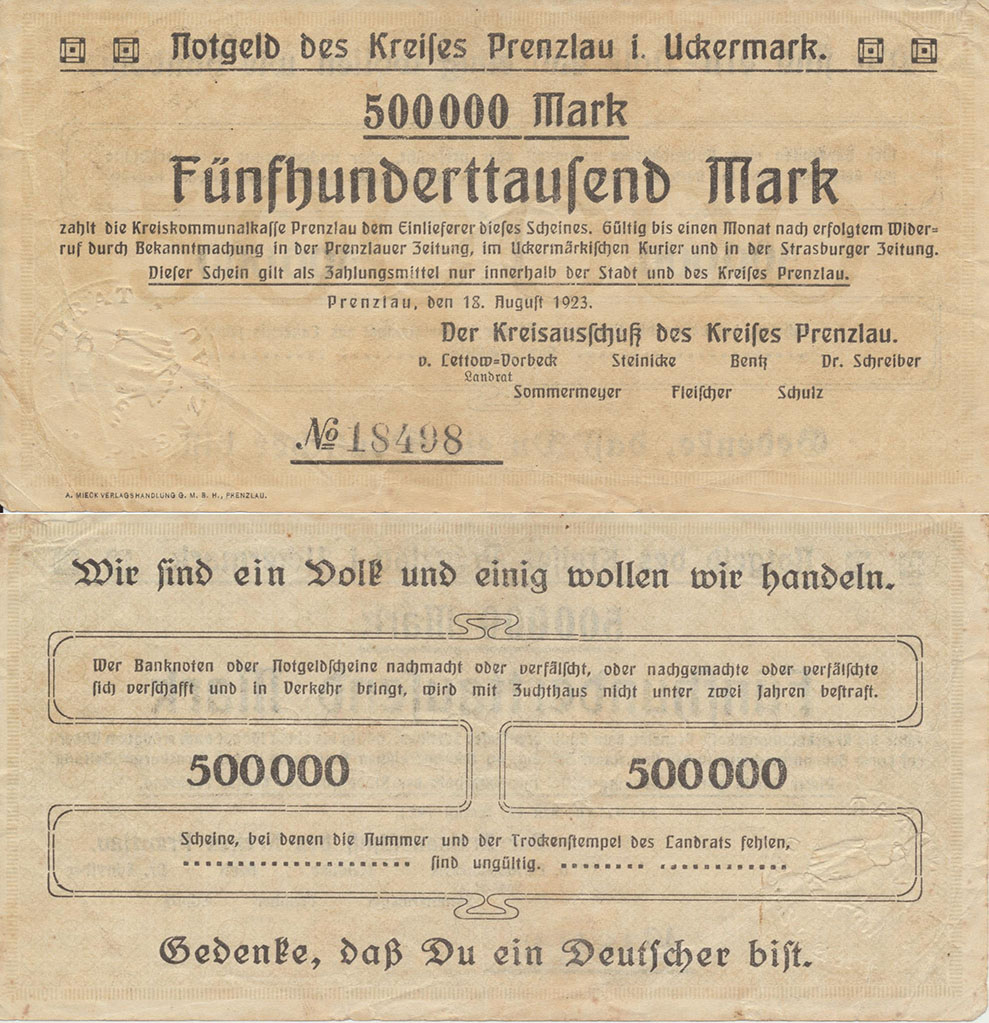 Notgeld des Kreiſes Prenzlau i. Uckermark.
500000 Mark
Fünfhunderttauſend Mark
zahlt die Kreiskommunalkaſſe Prenzlau dem Einlieferer dieſes Scheines. Gültig bis einen Monat nach erfolgtem Wider=
ruf durch Bekanntmachung in der Prenzlauer Zeitung, im Uckermärkiſchen Kurier und in der Strasburger Zeitung.
Dieſer Schein gilt als Zahlungsmittel nur innerhalb der Stadt und des Kreiſes Prenzlau.
Prenzlau, den 18. Auguſt 1923.
Der Kreisausſchuß des Kreiſes Prenzlau.
v. Lettow=Vorbeck Steinicke Bentz Dr. Schreiber
Landrat
Sommermeyer Fleiſcher Schulz
No 18498
A. MIECK VERLAGSHANDLUNG G. M. B. H., PRENZLAU.
Wir ſind ein Volk und einig wollen wir handeln.
Wer Banknoten oder Notgeldſcheine nachmacht oder verfälſcht, oder nachgemachte oder verfälſchte
ſich verſchafft und in Verkehr bringt, wird mit Zuchthaus nicht unter zwei Jahren beſtraft.
500000 500000
Scheine, bei denen die Nummer und der Trockenſtempel des Landrats fehlen,
ſind ungültig.
Gedenke, daß Du ein Deutſcher biſt.